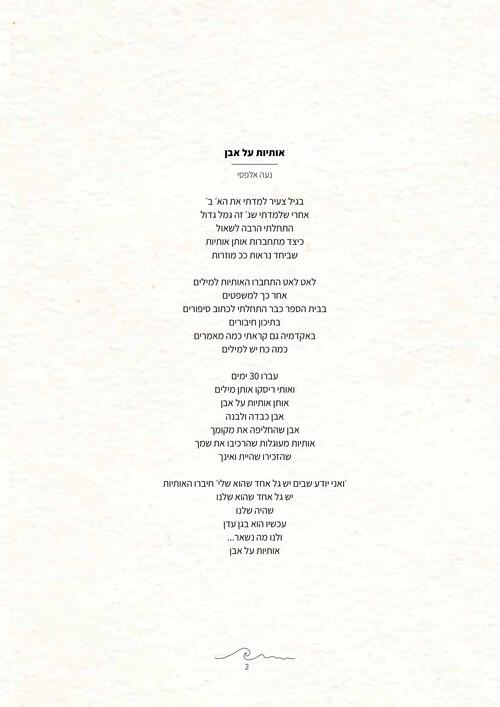 אותיות על אבן
נעה אלפסי
בגיל צעיר למדתי את הא׳ ב׳
אחרי שלמדתי שג׳ זה גמל גדול
התחלתי הרבה לשאול
כיצד מתחברות אותן אותיות
שביחד נראות ככ מוזרות
לאט לאט התחברו האותיות למילים
אחר כך למשפטים
בבית הספר כבר התחלתי לכתוב סיפורים
בתיכון חיבורים
באקדמיה גם קראתי כמה מאמרים
כמה כח יש למילים
עברו 30 ימים
ואותי ריסקו אותן מילים
אותן אותיות על אבן
אבן כבדה ולבנה
אבן שהחליפה את מקומך
אותיות מעוגלות שהרכיבו את שמך
שהזכירו שהיית ואינך
׳ואני יודע שבים יש גל אחד שהוא שלי׳ חיברו האותיות
יש גל אחד שהוא שלנו
שהיה שלנו
עכשיו הוא בגן עדן
ולנו מה נשאר...
אותיות על אבן
2